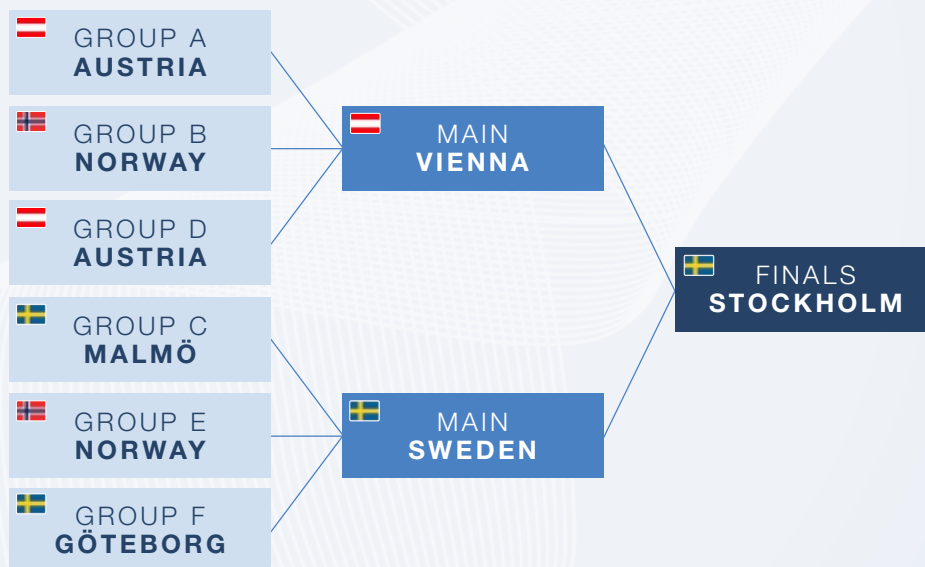 GROUP A
AUSTRIA
GROUP B
NORWAY
GROUP D
AUSTRIA
GROUP C
MALMÖ
GROUP E
NORWAY
GROUP F
GÖTEBORG
MAIN
VIENNA
MAIN
SWEDEN
FINALS
STOCKHOLM